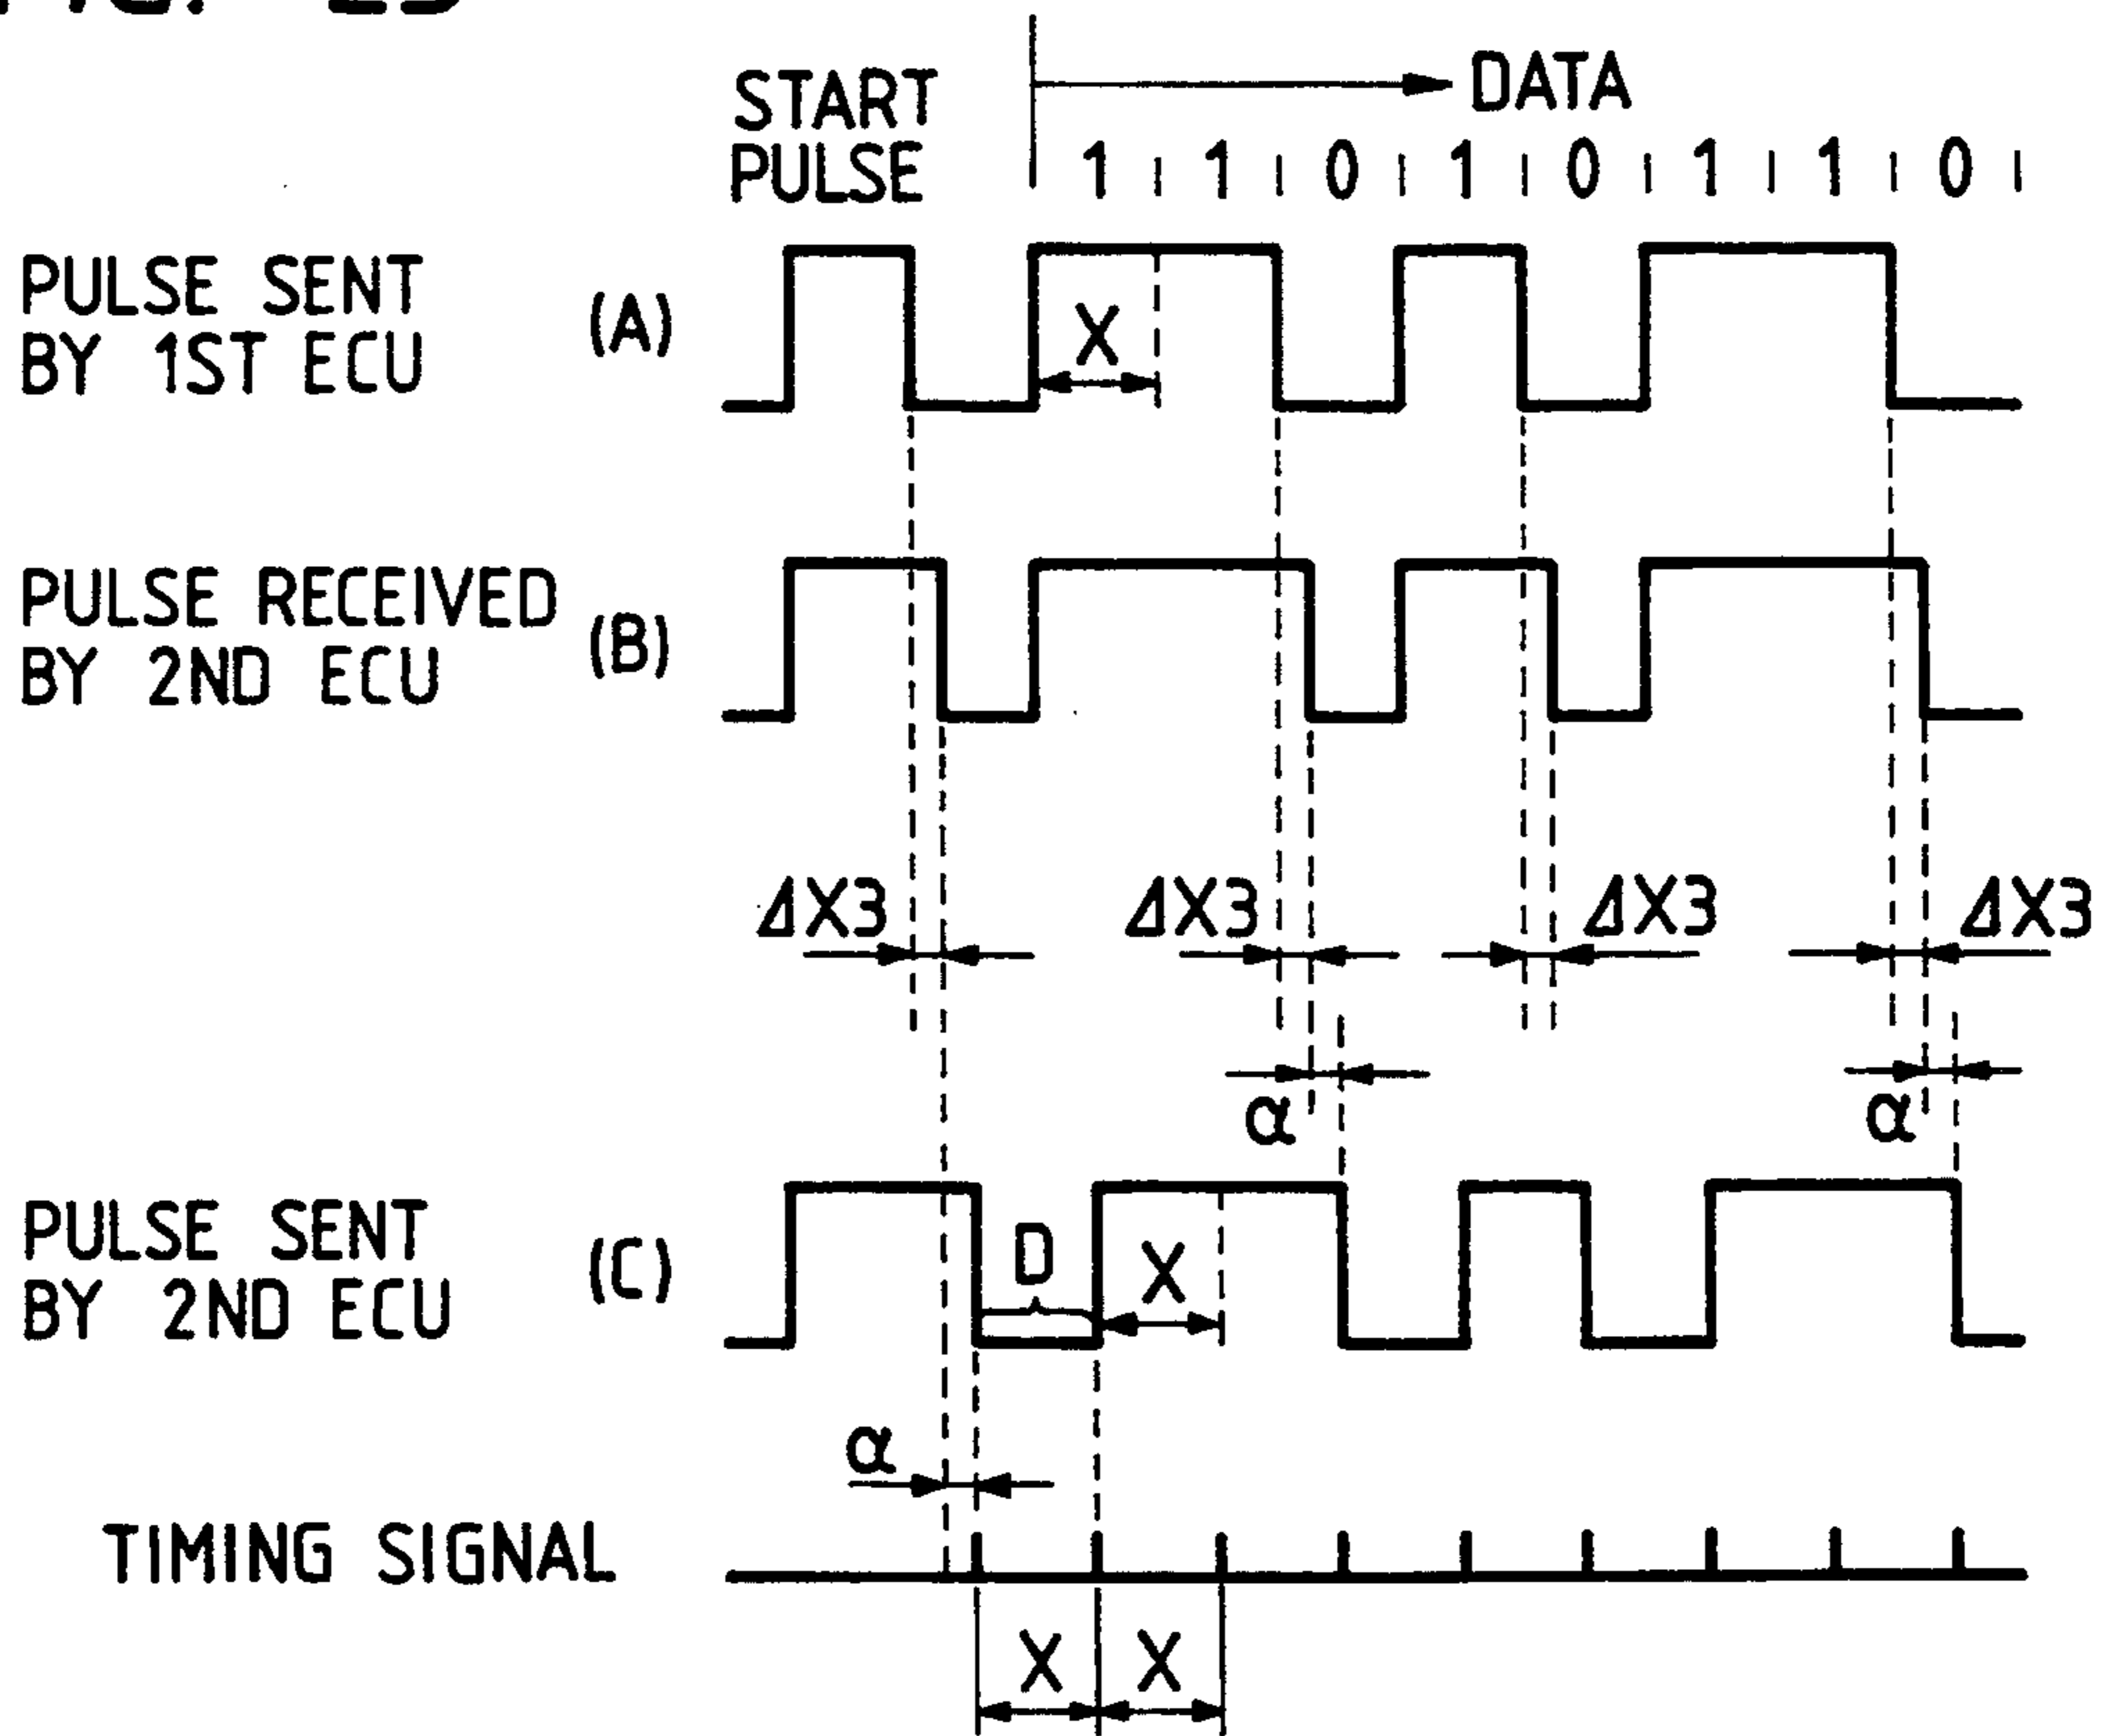 START
PULSE
DATA
1 1 0 1 0 1 1 0
PULSE SENT
BY 1ST ECU
(A)
X
PULSE RECEIVED
BY 2ND ECU
(B)
ΔX3 ΔX3 ΔX3 ΔX3
α α
PULSE SENT
BY 2ND ECU
(C)
D X
α
TIMING SIGNAL
X X